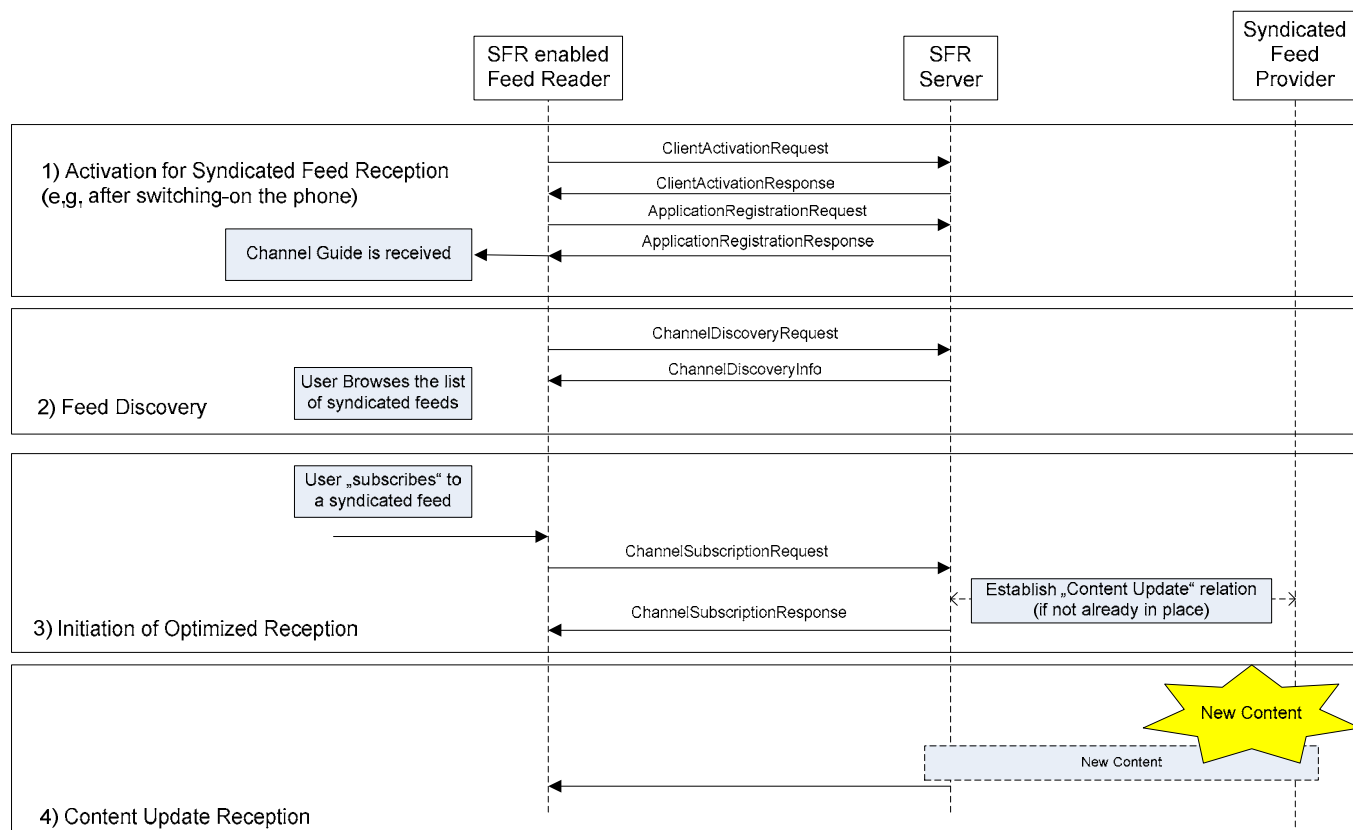 SFR enabled
Feed Reader
SFR
Server
Syndicated
Feed
Provider
1) Activation for Syndicated Feed Reception
(e,g, after switching-on the phone)
ClientActivationRequest
ClientActivationResponse
ApplicationRegistrationRequest
ApplicationRegistrationResponse
Channel Guide is received
ChannelDiscoveryRequest
ChannelDiscoveryInfo
User Browses the list
of syndicated feeds
2) Feed Discovery
User „subscribes“ to
a syndicated feed
ChannelSubscriptionRequest
Establish „Content Update“ relation
(if not already in place)
ChannelSubscriptionResponse
3) Initiation of Optimized Reception
New Content
New Content
4) Content Update Reception